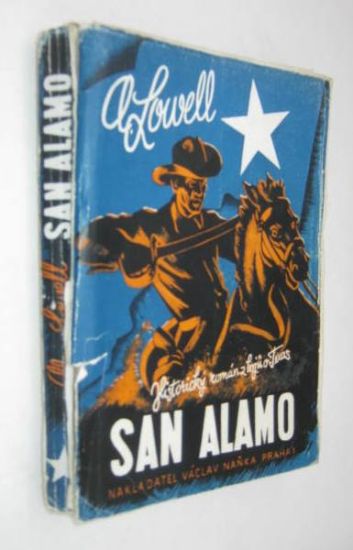 A. Lowell
Historický román z bojů o Texas
SAN ALAMO
NAKLADATEL VÁCLAV NAŇKA PRAHA
SAN ALAMO
Lowell